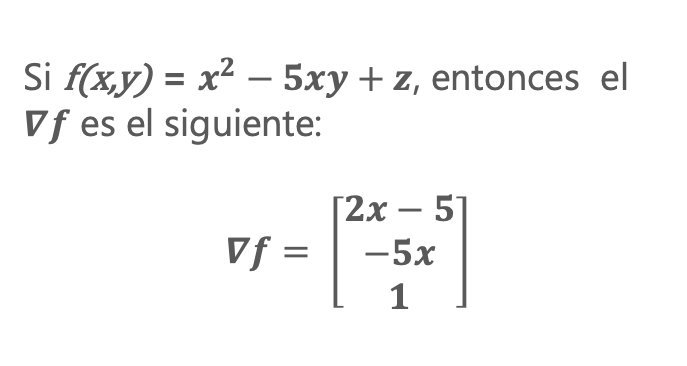 Si f(x,y) = x² − 5xy + z, entonces el
∇f es el siguiente:
∇f = [2x − 5
−5x
1]